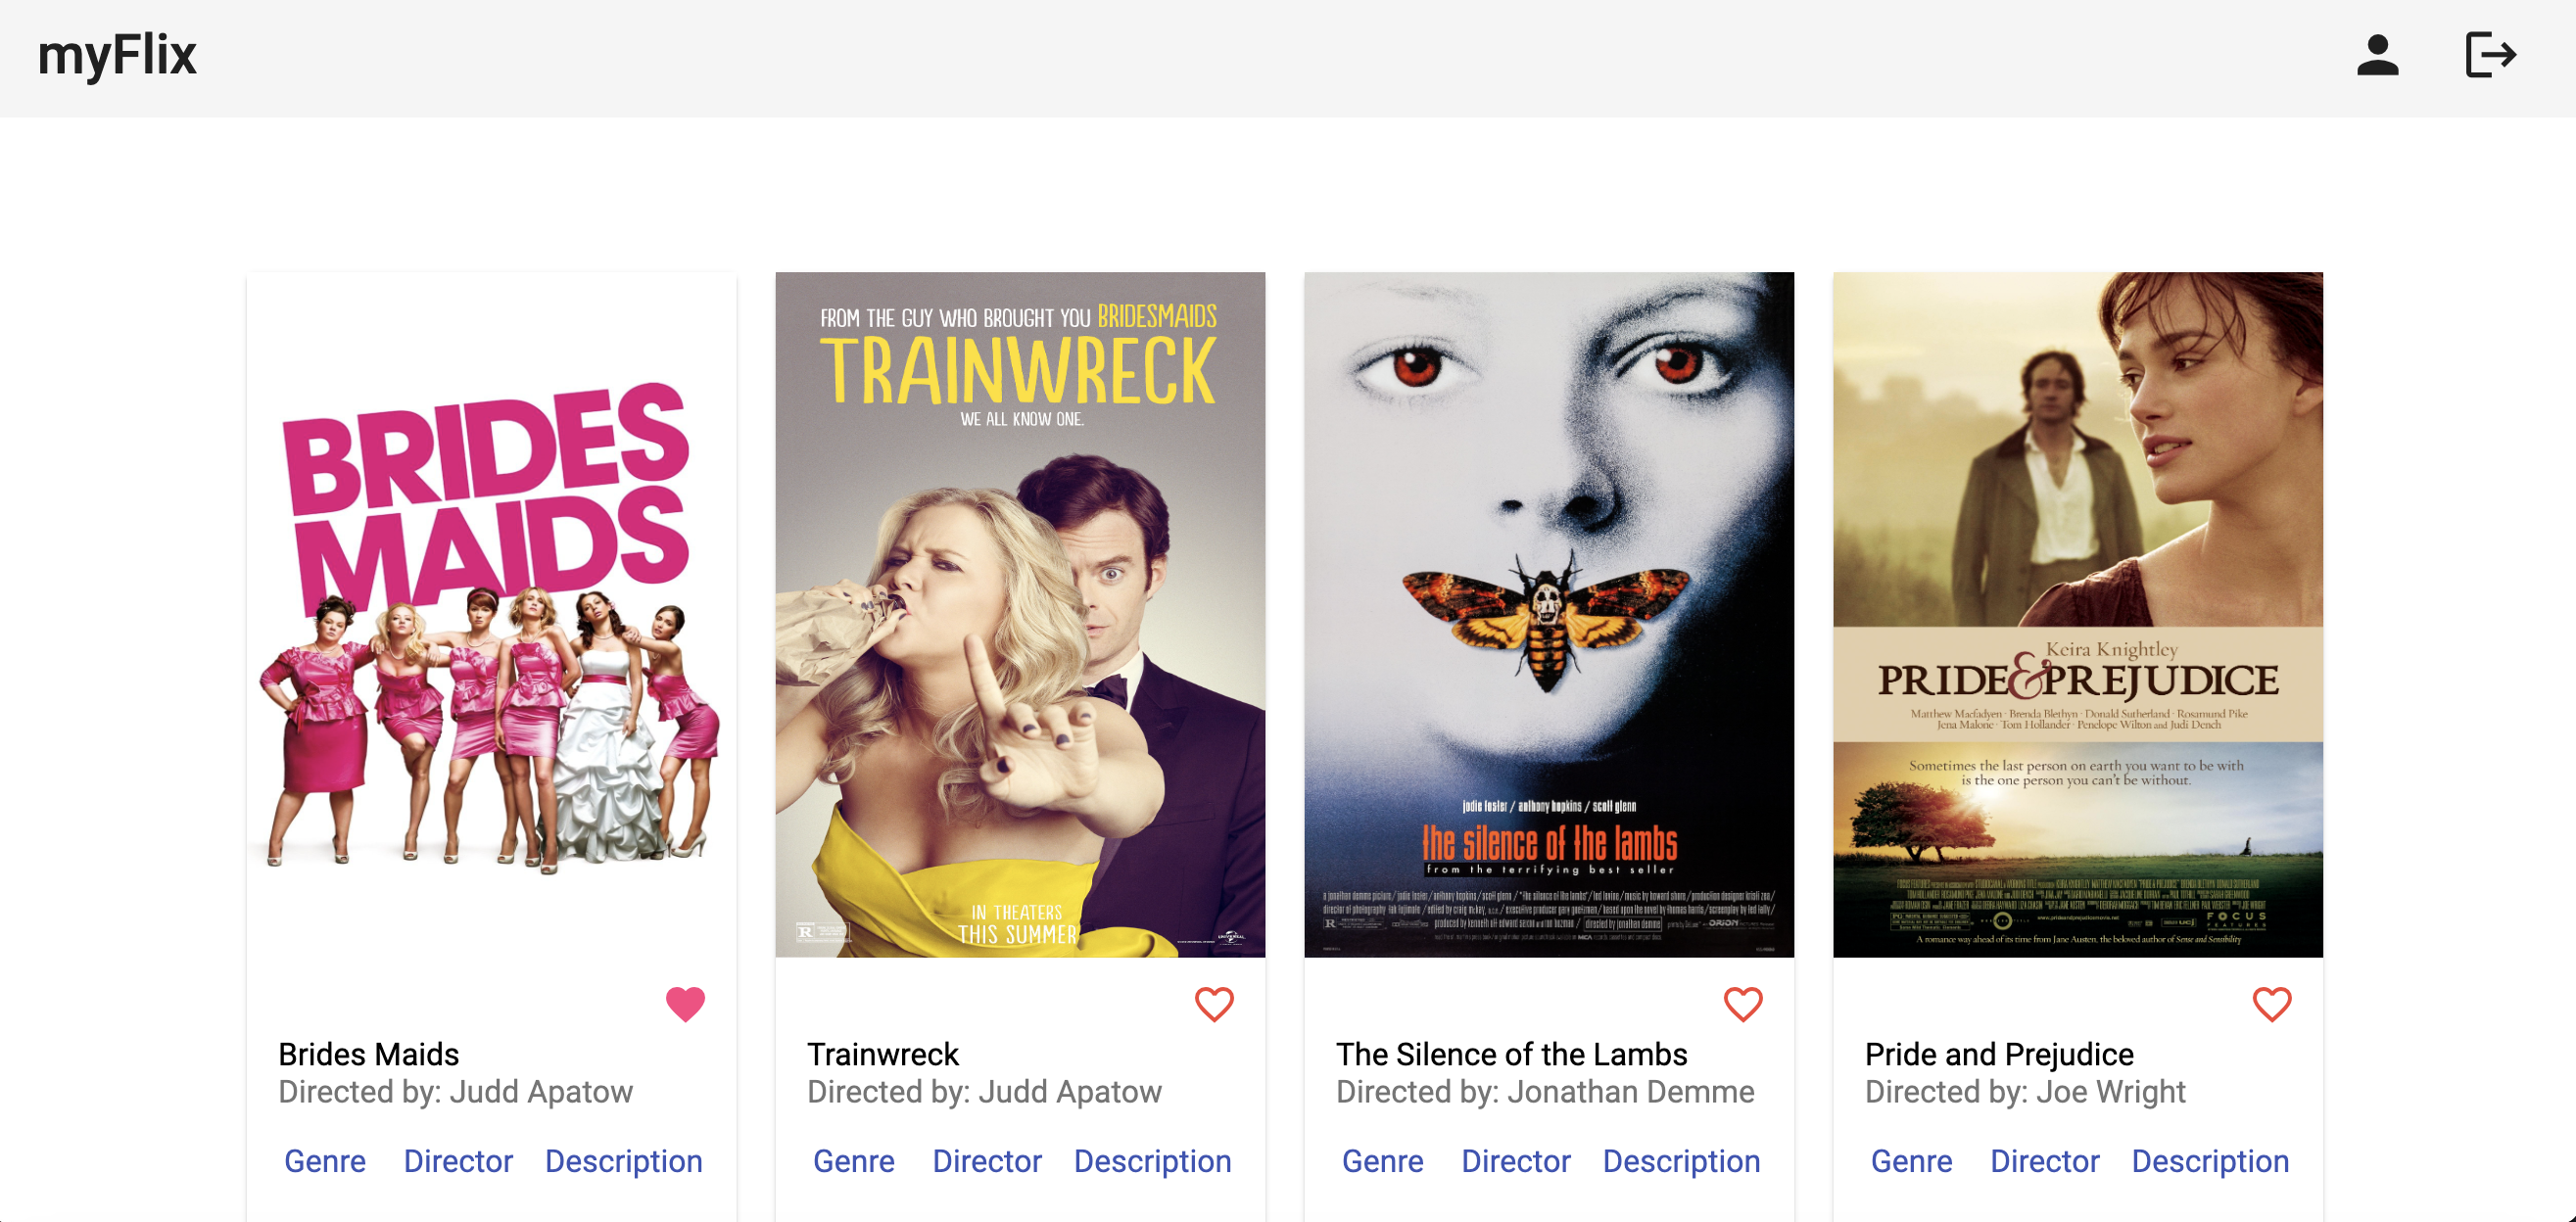 myFlix
BRIDES
MAIDS
Brides Maids
Directed by: Judd Apatow
Genre Director Description
FROM THE GUY WHO BROUGHT YOU BRIDESMAIDS
TRAINWRECK
WE ALL KNOW ONE.
IN THEATERS
THIS SUMMER
R
Trainwreck
Directed by: Judd Apatow
Genre Director Description
jodie foster / anthony hopkins / scott glenn
the silence of the lambs
from the terrifying best seller
The Silence of the Lambs
Directed by: Jonathan Demme
Genre Director Description
Keira Knightley
PRIDE & PREJUDICE
Matthew Macfadyen · Brenda Blethyn · Donald Sutherland · Rosamund Pike
Jena Malone · Tom Hollander · Penelope Wilton and Judi Dench
Sometimes the last person on earth you want to be with
is the one person you can't be without.
FOCUS
FEATURES
A romance way ahead of its time from Jane Austen, the beloved author of Sense and Sensibility
Pride and Prejudice
Directed by: Joe Wright
Genre Director Description